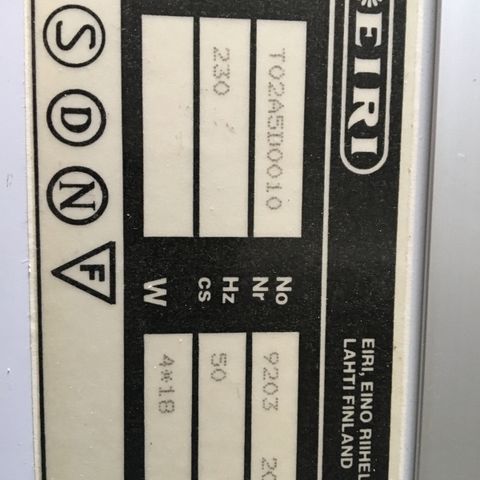 EIRI
EIRI, EINO RIIHEL
LAHTI FINLAND
T02A5D0010 No Nr 9203 20
230 Hz cs 50
W 4*18
S D N F